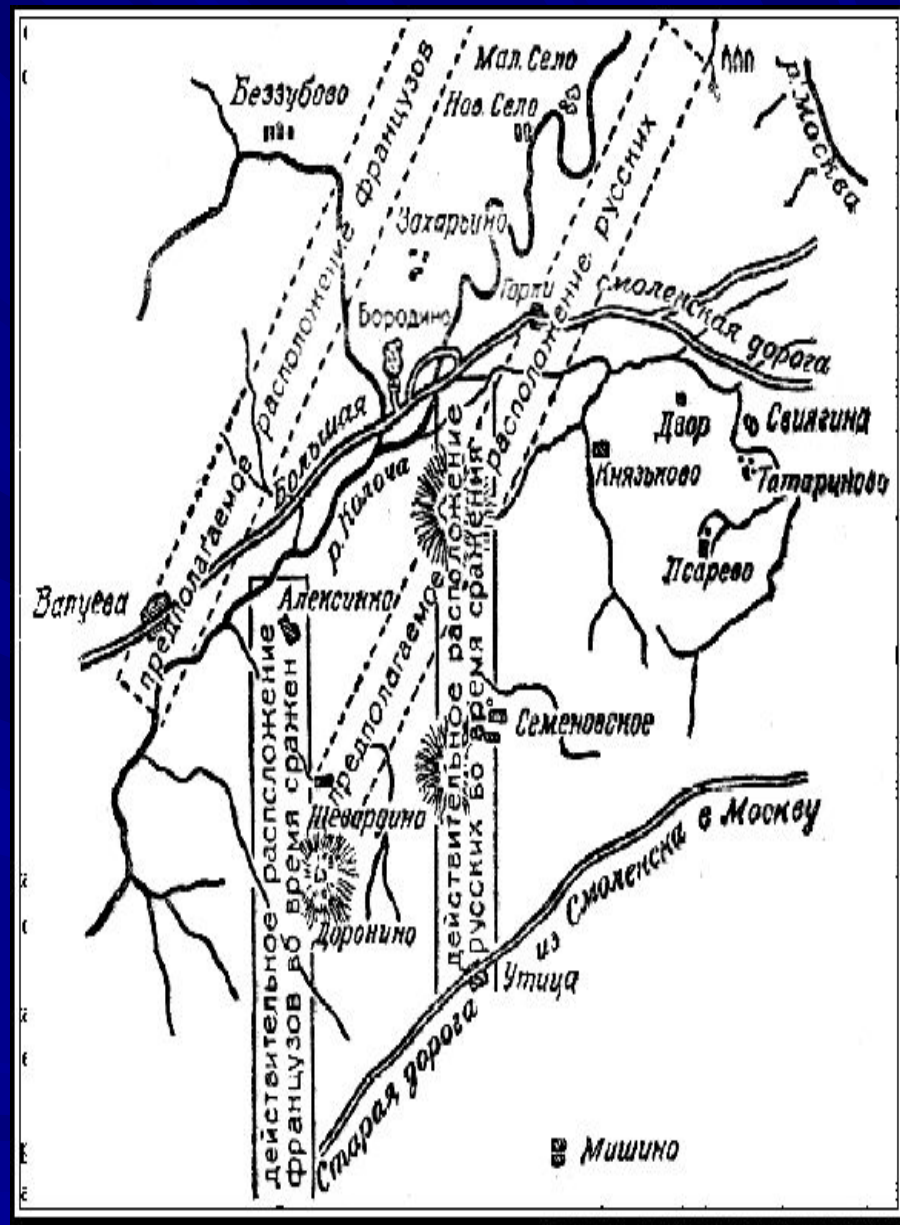 Мал. Село
Беззубово
Нов. Село
р. Москва
предполагаемое расположение французов
Захарьино
предполагаемое расположение русских
Горки
Бородино
Большая смоленская дорога
р. Колоча
Двор
Свиягина
Князьково
Татариново
Псарево
Валуева
Алексинко
Семеновское
Шевардино
Доронино
действительное расположение
французов во время сражен
действительное расположение
русских во время сражения
Утица
Старая дорога из Смоленска в Москву
Мишино